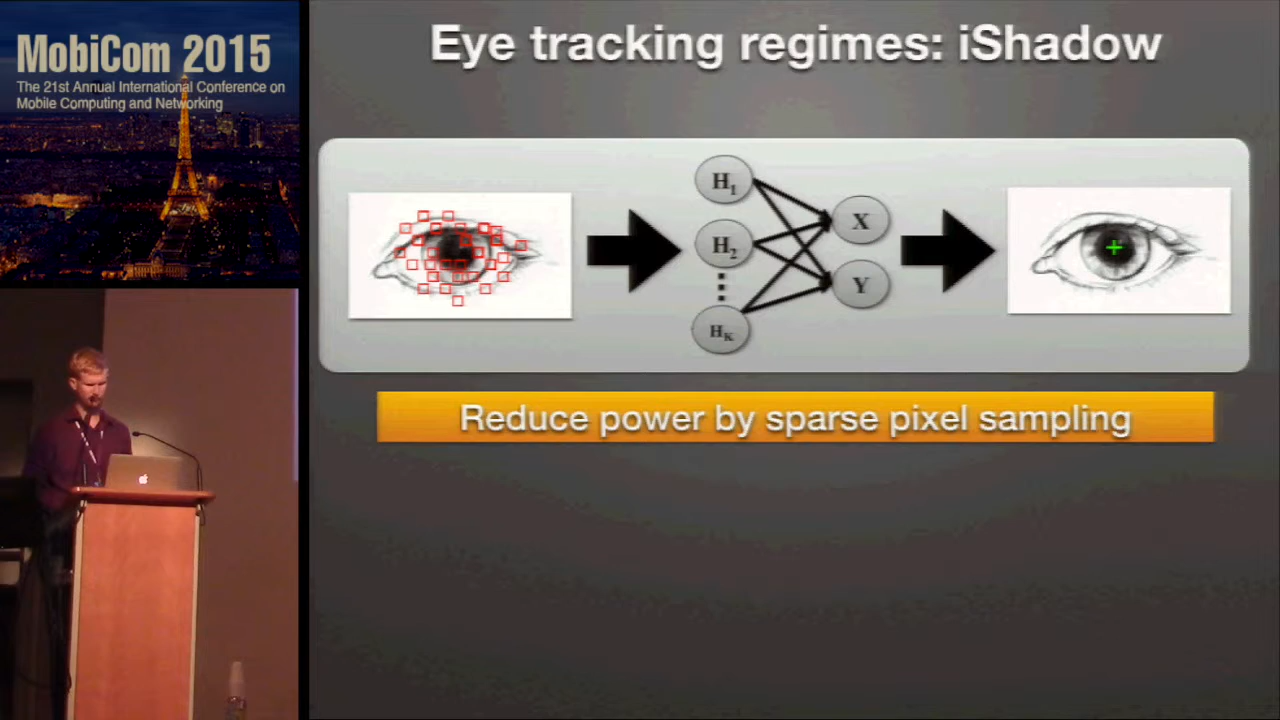 MobiCom 2015
The 21st Annual International Conference on
Mobile Computing and Networking
Eye tracking regimes: iShadow
H1
H2
HK
X
Y
Reduce power by sparse pixel sampling